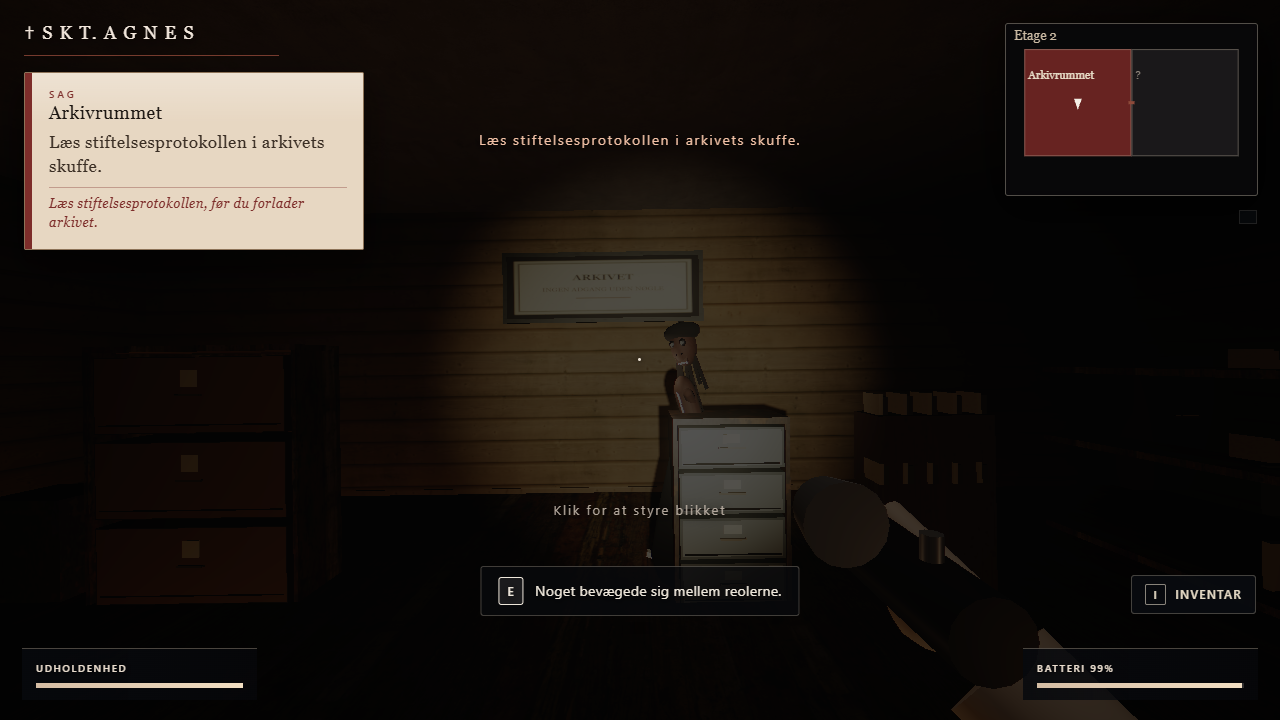 † SKT. AGNES
SAG
Arkivrummet
Læs stiftelsesprotokollen i arkivets
skuffe.
Læs stiftelsesprotokollen, før du forlader
arkivet.
Læs stiftelsesprotokollen i arkivets skuffe.
Etage 2
Arkivrummet
?
ARKIVET
Klik for at styre blikket
E Noget bevægede sig mellem reolerne.
I INVENTAR
UDHOLDENHED
BATTERI 99%